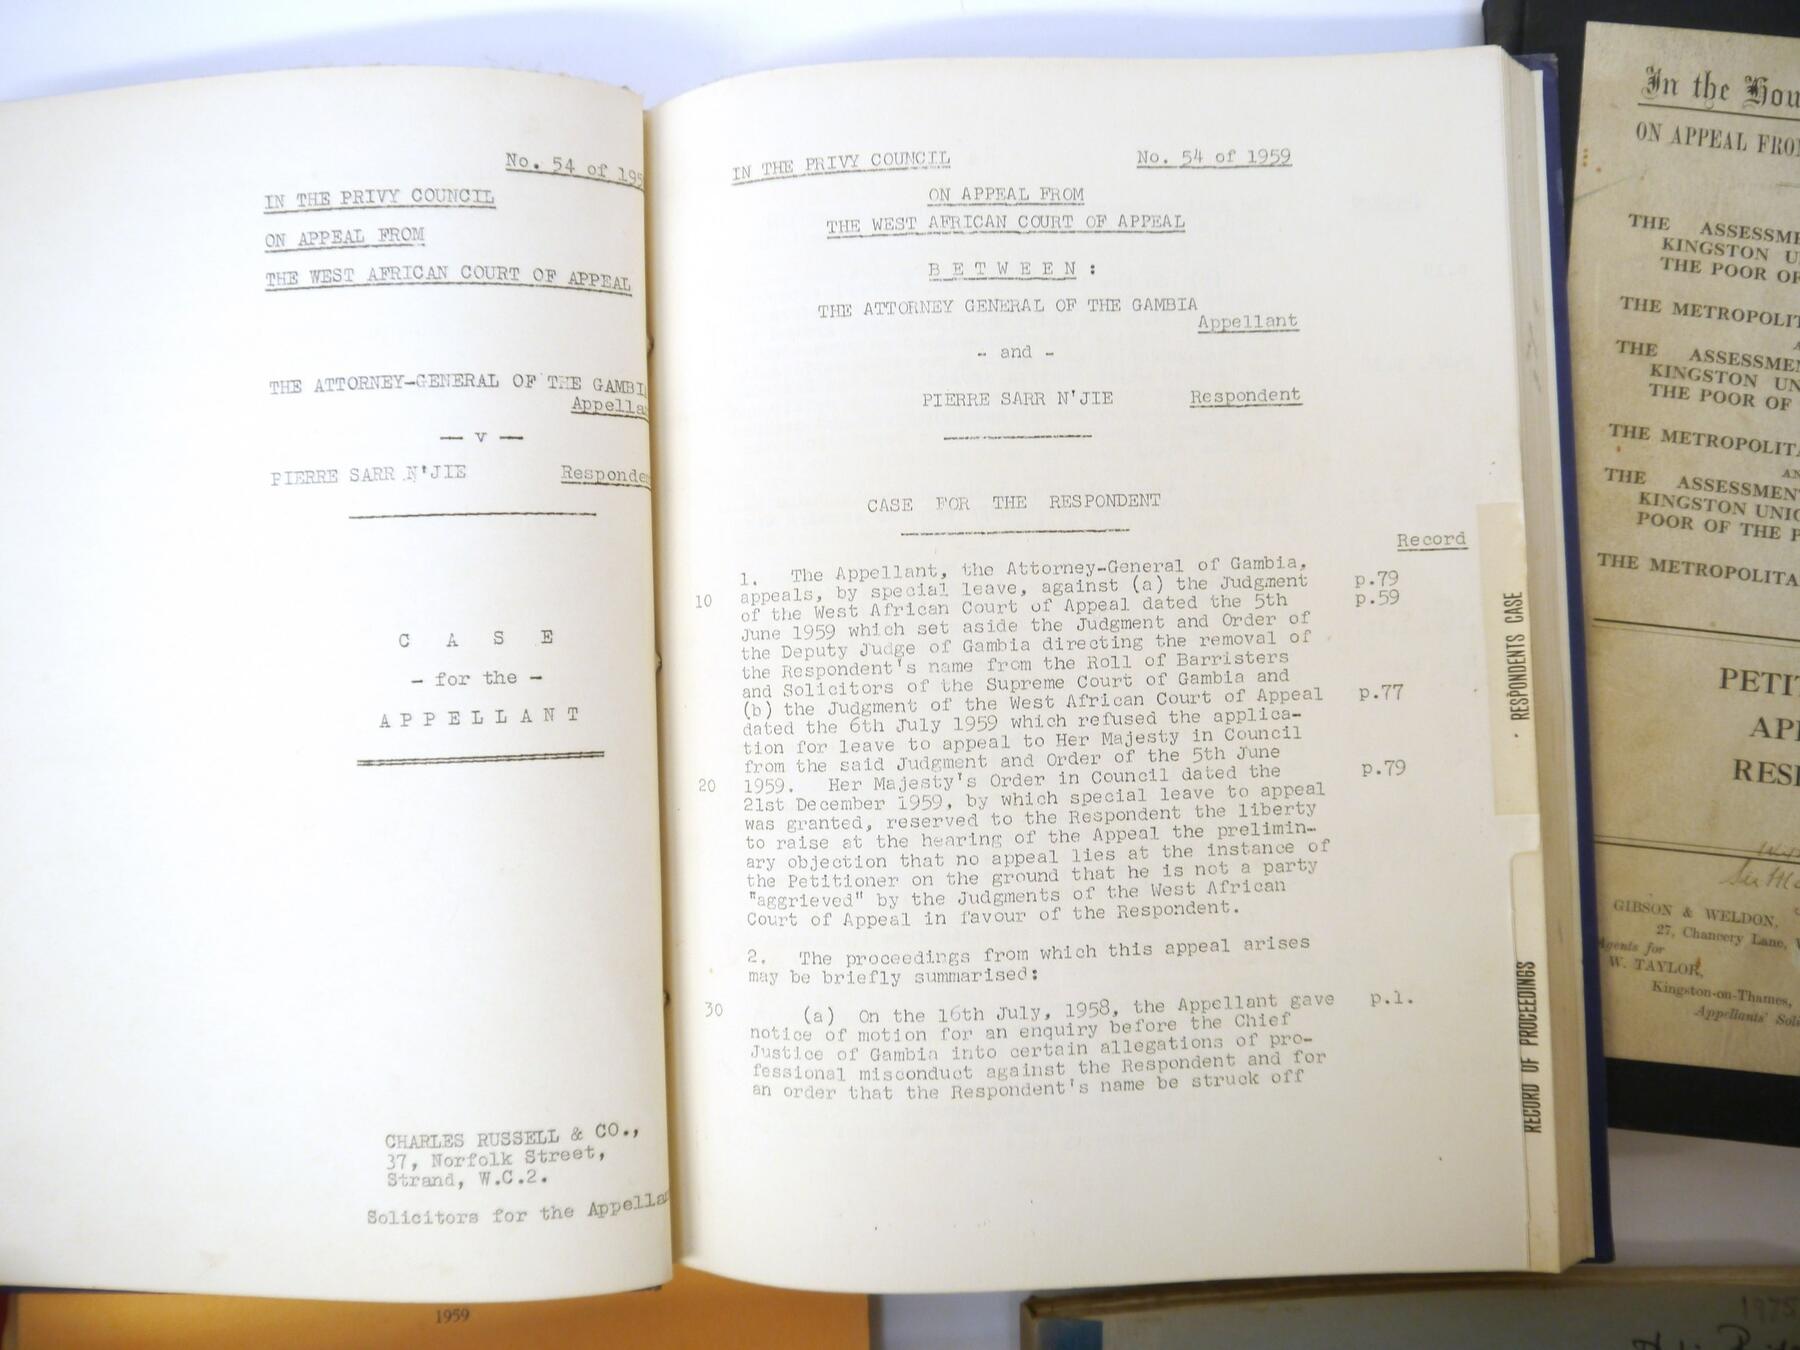 No. 54 of 195
IN THE PRIVY COUNCIL
ON APPEAL FROM
THE WEST AFRICAN COURT OF APPEAL
THE ATTORNEY-GENERAL OF THE GAMBI
Appella
— v —
PIERRE SARR N'JIE Responde
C A S E
- for the -
A P P E L L A N T
CHARLES RUSSELL & CO.,
37, Norfolk Street,
Strand, W.C.2.
Solicitors for the Appella
IN THE PRIVY COUNCIL No. 54 of 1959
ON APPEAL FROM
THE WEST AFRICAN COURT OF APPEAL
B E T W E E N :
THE ATTORNEY GENERAL OF THE GAMBIA
Appellant
- and -
PIERRE SARR N'JIE Respondent
CASE FOR THE RESPONDENT
Record
1. The Appellant, the Attorney-General of Gambia,
10 appeals, by special leave, against (a) the Judgment p.79
of the West African Court of Appeal dated the 5th p.59
June 1959 which set aside the Judgment and Order of
the Deputy Judge of Gambia directing the removal of
the Respondent's name from the Roll of Barristers
and Solicitors of the Supreme Court of Gambia and
(b) the Judgment of the West African Court of Appeal p.77
dated the 6th July 1959 which refused the applica-
tion for leave to appeal to Her Majesty in Council
from the said Judgment and Order of the 5th June
20 1959. Her Majesty's Order in Council dated the p.79
21st December 1959, by which special leave to appeal
was granted, reserved to the Respondent the liberty
to raise at the hearing of the Appeal the prelimin-
ary objection that no appeal lies at the instance of
the Petitioner on the ground that he is not a party
"aggrieved" by the Judgments of the West African
Court of Appeal in favour of the Respondent.
2. The proceedings from which this appeal arises
may be briefly summarised:
30 (a) On the 16th July, 1958, the Appellant gave p.1.
notice of motion for an enquiry before the Chief
Justice of Gambia into certain allegations of pro-
fessional misconduct against the Respondent and for
an order that the Respondent's name be struck off
RESPONDENTS CASE
RECORD OF PROCEEDINGS
In the Hou
ON APPEAL FRO
THE ASSESSME
KINGSTON U
THE POOR OF
THE METROPOLIT
THE ASSESSMEN
KINGSTON UN
THE POOR OF
THE METROPOLITA
AN
THE ASSESSMEN
KINGSTON UNIO
POOR OF THE P
THE METROPOLITA
PETIT
APP
RES
GIBSON & WELDON,
27, Chancery Lane,
Agents for
W. TAYLOR,
Kingston-on-Thames,
Appellants' Soli
1959
1975